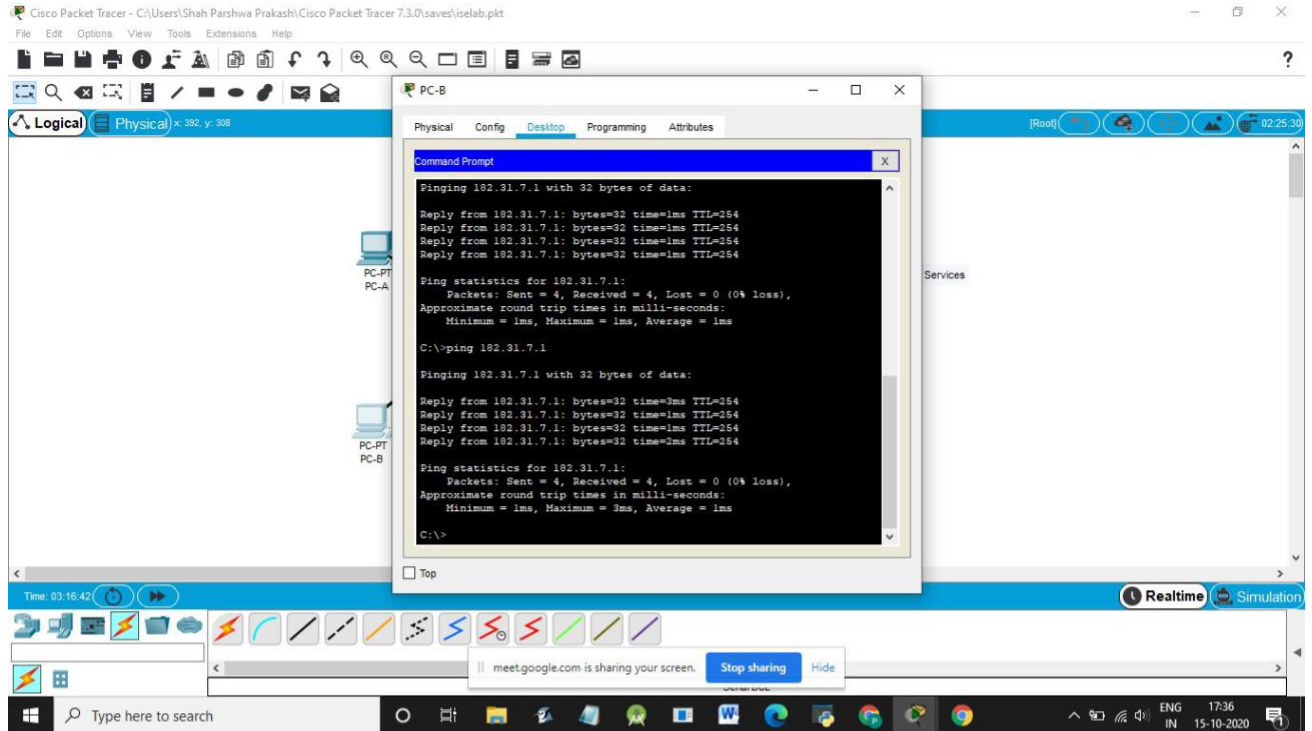 Cisco Packet Tracer - C:\Users\Shah Parshwa Prakash\Cisco Packet Tracer 7.3.0\saves\iselab.pkt
File Edit Options View Tools Extensions Help
?
PC-B
Logical
Physical x: 392, y: 308
[Root]
02:25:30
Physical Config Desktop Programming Attributes
Command Prompt
X
Pinging 182.31.7.1 with 32 bytes of data:
Reply from 182.31.7.1: bytes=32 time=1ms TTL=254
Reply from 182.31.7.1: bytes=32 time=1ms TTL=254
Reply from 182.31.7.1: bytes=32 time=1ms TTL=254
Reply from 182.31.7.1: bytes=32 time=1ms TTL=254
Ping statistics for 182.31.7.1:
Packets: Sent = 4, Received = 4, Lost = 0 (0% loss),
Approximate round trip times in milli-seconds:
Minimum = 1ms, Maximum = 1ms, Average = 1ms
C:\>ping 182.31.7.1
Pinging 182.31.7.1 with 32 bytes of data:
Reply from 182.31.7.1: bytes=32 time=3ms TTL=254
Reply from 182.31.7.1: bytes=32 time=1ms TTL=254
Reply from 182.31.7.1: bytes=32 time=1ms TTL=254
Reply from 182.31.7.1: bytes=32 time=2ms TTL=254
Ping statistics for 182.31.7.1:
Packets: Sent = 4, Received = 4, Lost = 0 (0% loss),
Approximate round trip times in milli-seconds:
Minimum = 1ms, Maximum = 3ms, Average = 1ms
C:\>
Top
PC-PT
PC-A
PC-PT
PC-B
Services
Time: 03:16:42
Realtime
Simulation
meet.google.com is sharing your screen.
Stop sharing
Hide
Type here to search
ENG
IN
17:36
15-10-2020